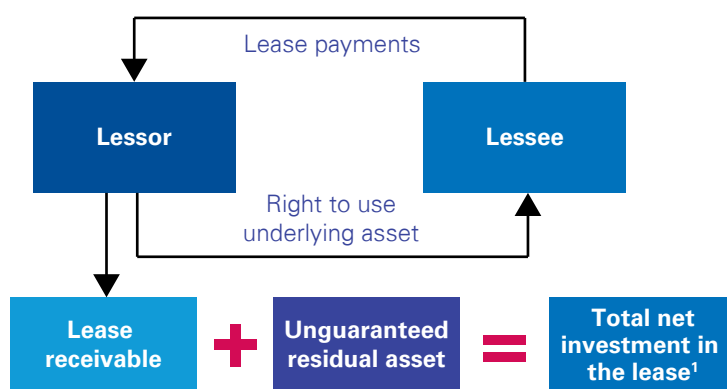 Lease payments
Lessor
Lessee
Right to use
underlying asset
Lease
receivable
+
Unguaranteed
residual asset
=
Total net
investment in
the lease¹